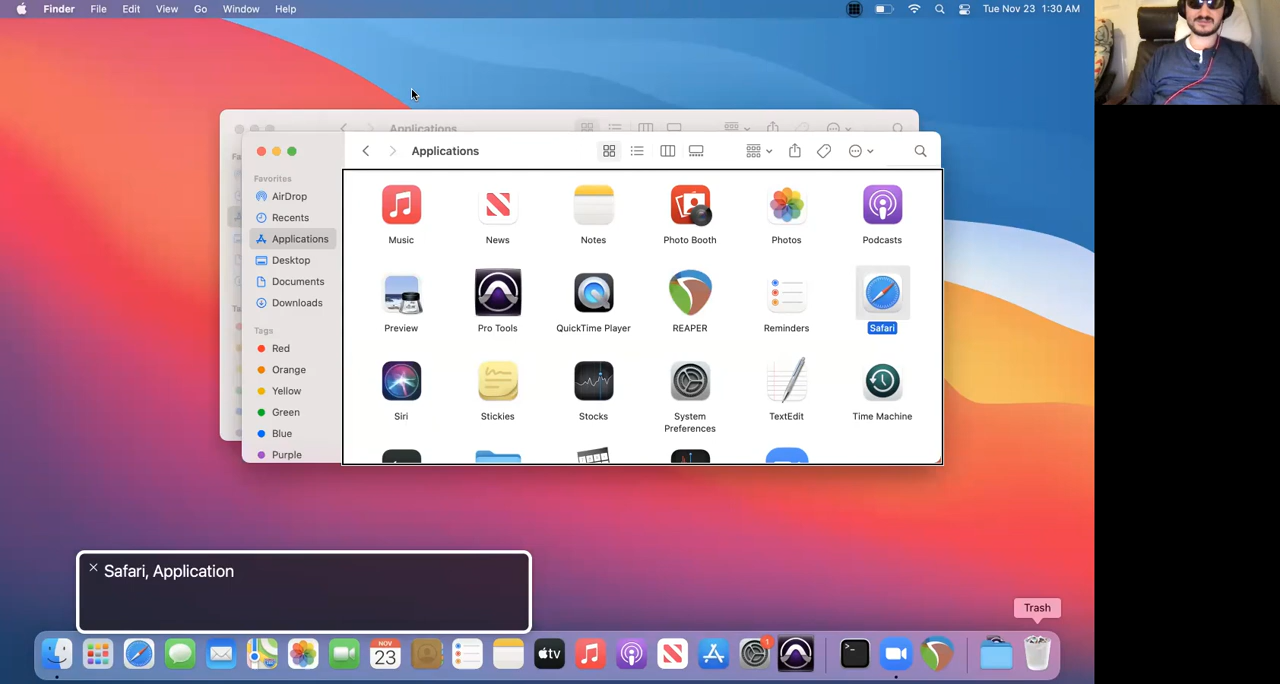 Finder File Edit View Go Window Help
Tue Nov 23 1:30 AM
Applications
Applications
Favorites
AirDrop
Recents
Applications
Desktop
Documents
Downloads
Tags
Red
Orange
Yellow
Green
Blue
Purple
Music News Notes Photo Booth Photos Podcasts
Preview Pro Tools QuickTime Player REAPER Reminders Safari
Siri Stickies Stocks System TextEdit Time Machine
Preferences
Safari, Application
Trash
NOV
23
tv
1